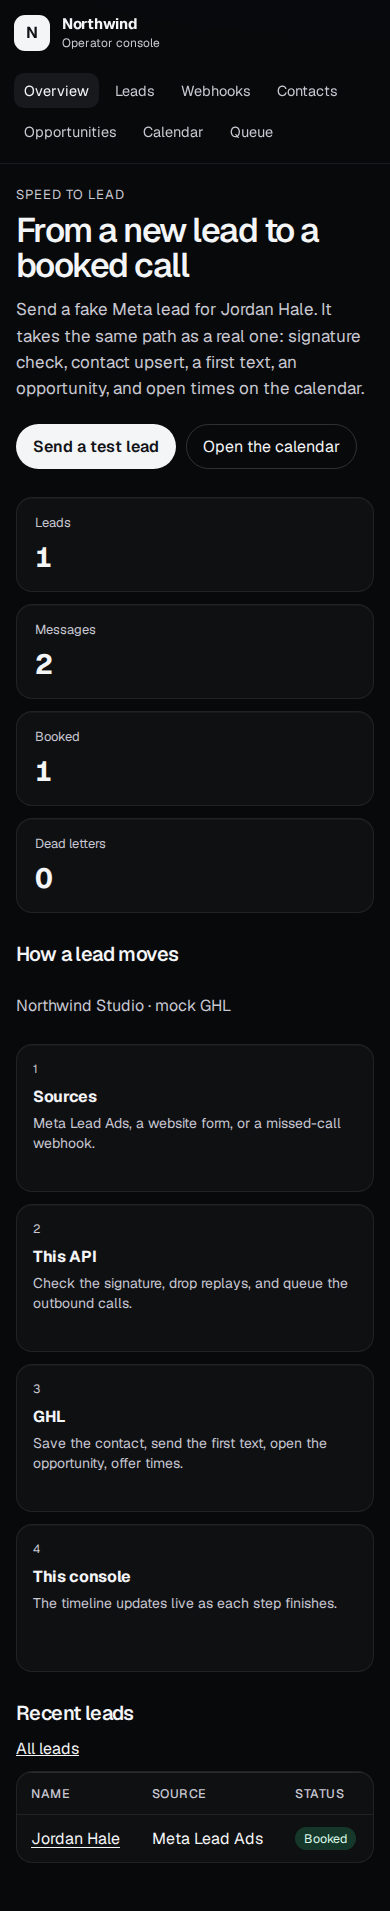 N
Northwind
Operator console
Overview Leads Webhooks Contacts
Opportunities Calendar Queue
SPEED TO LEAD
From a new lead to a
booked call
Send a fake Meta lead for Jordan Hale. It
takes the same path as a real one: signature
check, contact upsert, a first text, an
opportunity, and open times on the calendar.
Send a test lead Open the calendar
Leads
1
Messages
2
Booked
1
Dead letters
0
How a lead moves
Northwind Studio · mock GHL
1
Sources
Meta Lead Ads, a website form, or a missed-call
webhook.
2
This API
Check the signature, drop replays, and queue the
outbound calls.
3
GHL
Save the contact, send the first text, open the
opportunity, offer times.
4
This console
The timeline updates live as each step finishes.
Recent leads
All leads
NAME SOURCE STATUS
Jordan Hale Meta Lead Ads Booked